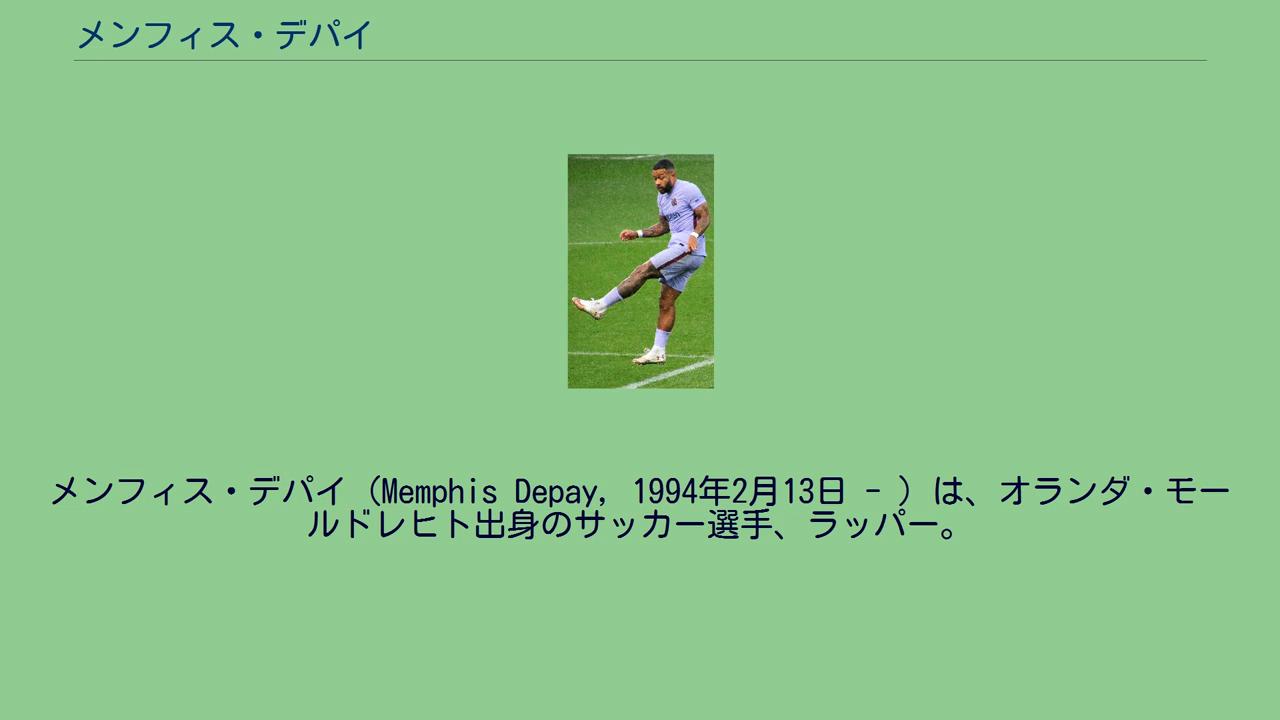 メンフィス・デパイ
メンフィス・デパイ（Memphis Depay, 1994年2月13日 - ）は、オランダ・モー
ルドレヒト出身のサッカー選手、ラッパー。